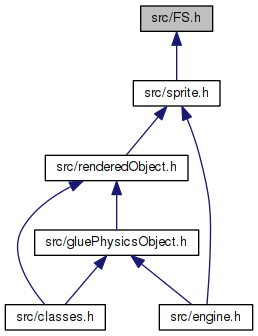 src/FS.h
src/sprite.h
src/renderedObject.h
src/gluePhysicsObject.h
src/classes.h
src/engine.h